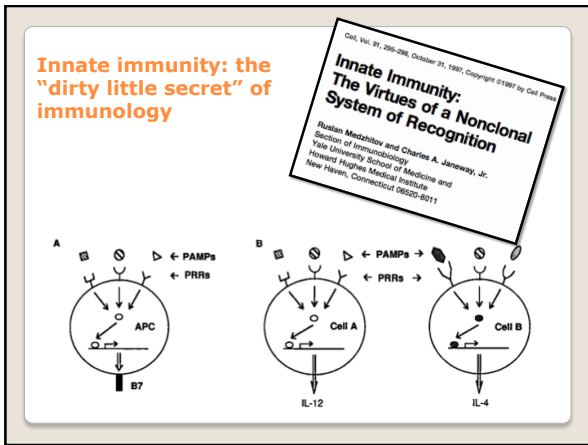 Innate immunity: the
“dirty little secret” of
immunology
Cell, Vol. 91, 295–298, October 31, 1997, Copyright ©1997 by Cell Press
Innate Immunity:
The Virtues of a Nonclonal
System of Recognition
Ruslan Medzhitov and Charles A. Janeway, Jr.
Section of Immunobiology
Yale University School of Medicine and
Howard Hughes Medical Institute
New Haven, Connecticut 06520-8011
A
← PAMPs
← PRRs
APC
B7
B
← PAMPs →
← PRRs →
Cell A
Cell B
IL-12
IL-4